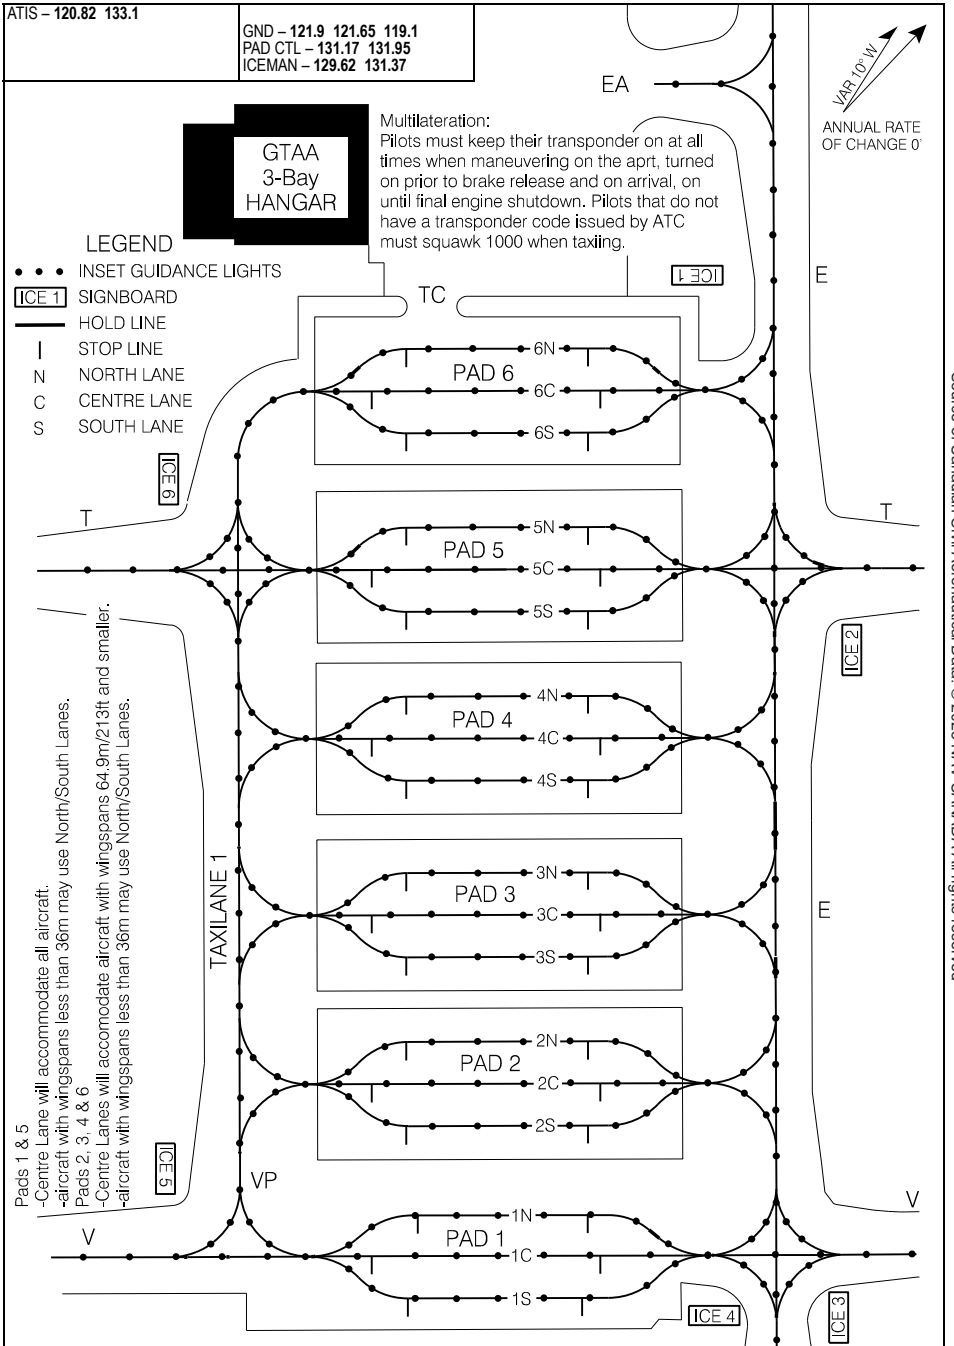 ATIS – 120.82 133.1
GND – 121.9 121.65 119.1
PAD CTL – 131.17 131.95
ICEMAN – 129.62 131.37
EA
VAR 10° W
ANNUAL RATE
OF CHANGE 0'
GTAA
3-Bay
HANGAR
Multilateration:
Pilots must keep their transponder on at all
times when maneuvering on the aprt, turned
on prior to brake release and on arrival, on
until final engine shutdown. Pilots that do not
have a transponder code issued by ATC
must squawk 1000 when taxiing.
LEGEND
INSET GUIDANCE LIGHTS
ICE 1 SIGNBOARD
HOLD LINE
STOP LINE
N NORTH LANE
C CENTRE LANE
S SOUTH LANE
ICE 1
E
TC
6N
PAD 6
6C
6S
ICE 6
T
T
5N
PAD 5
5C
5S
ICE 2
4N
PAD 4
4C
4S
TAXILANE 1
3N
PAD 3
3C
3S
E
2N
PAD 2
2C
2S
ICE 5
VP
V
V
1N
PAD 1
1C
1S
ICE 4
ICE 3
Pads 1 & 5
-Centre Lane will accommodate all aircraft.
-aircraft with wingspans less than 36m may use North/South Lanes.
Pads 2, 3, 4 & 6
-Centre Lanes will accomodate aircraft with wingspans 64.9m/213ft and smaller.
-aircraft with wingspans less than 36m may use North/South Lanes.